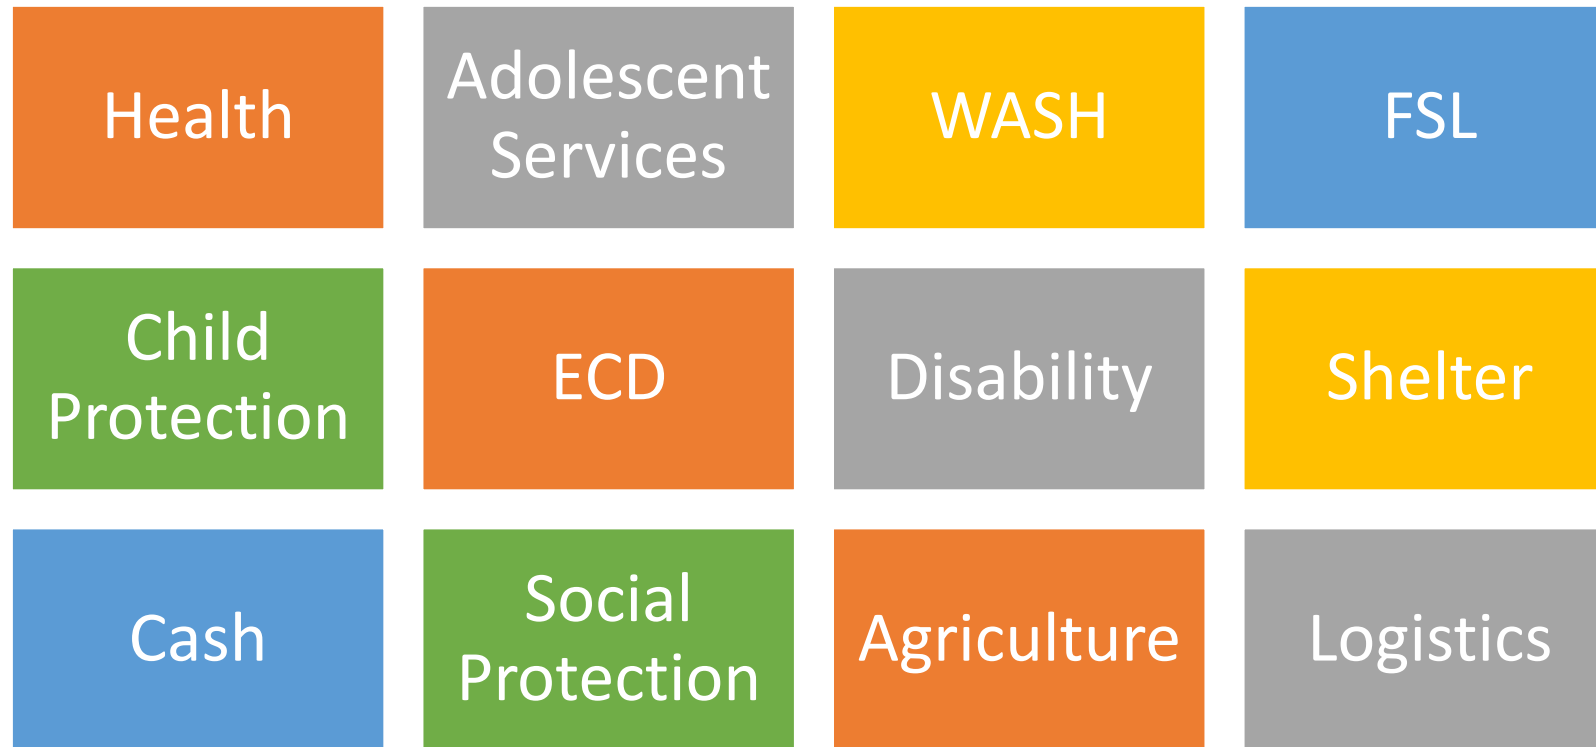 Health
Adolescent
Services
WASH
FSL
Child
Protection
ECD
Disability
Shelter
Cash
Social
Protection
Agriculture
Logistics